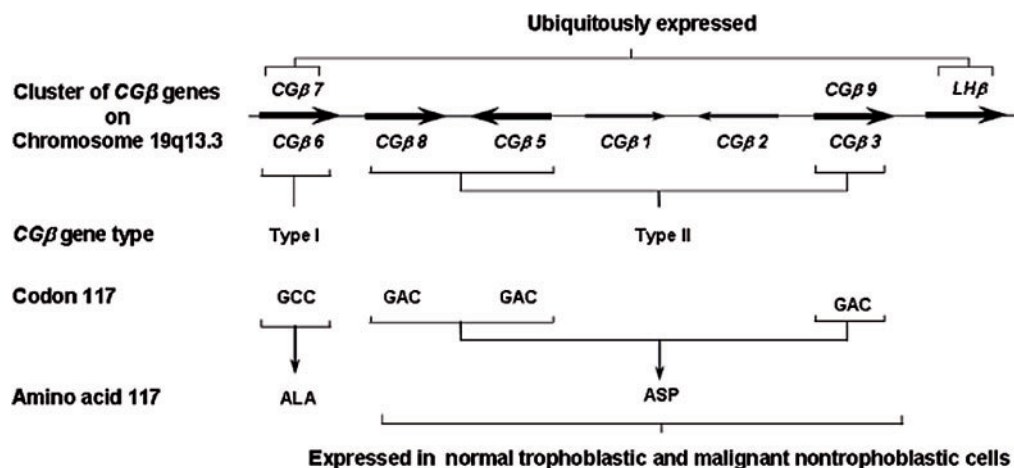 Ubiquitously expressed
Cluster of CGβ genes
on
Chromosome 19q13.3
CGβ 7
CGβ 9
LHβ
CGβ 6
CGβ 8
CGβ 5
CGβ 1
CGβ 2
CGβ 3
CGβ gene type
Type I
Type II
Codon 117
GCC
GAC
GAC
GAC
Amino acid 117
ALA
ASP
Expressed in normal trophoblastic and malignant nontrophoblastic cells